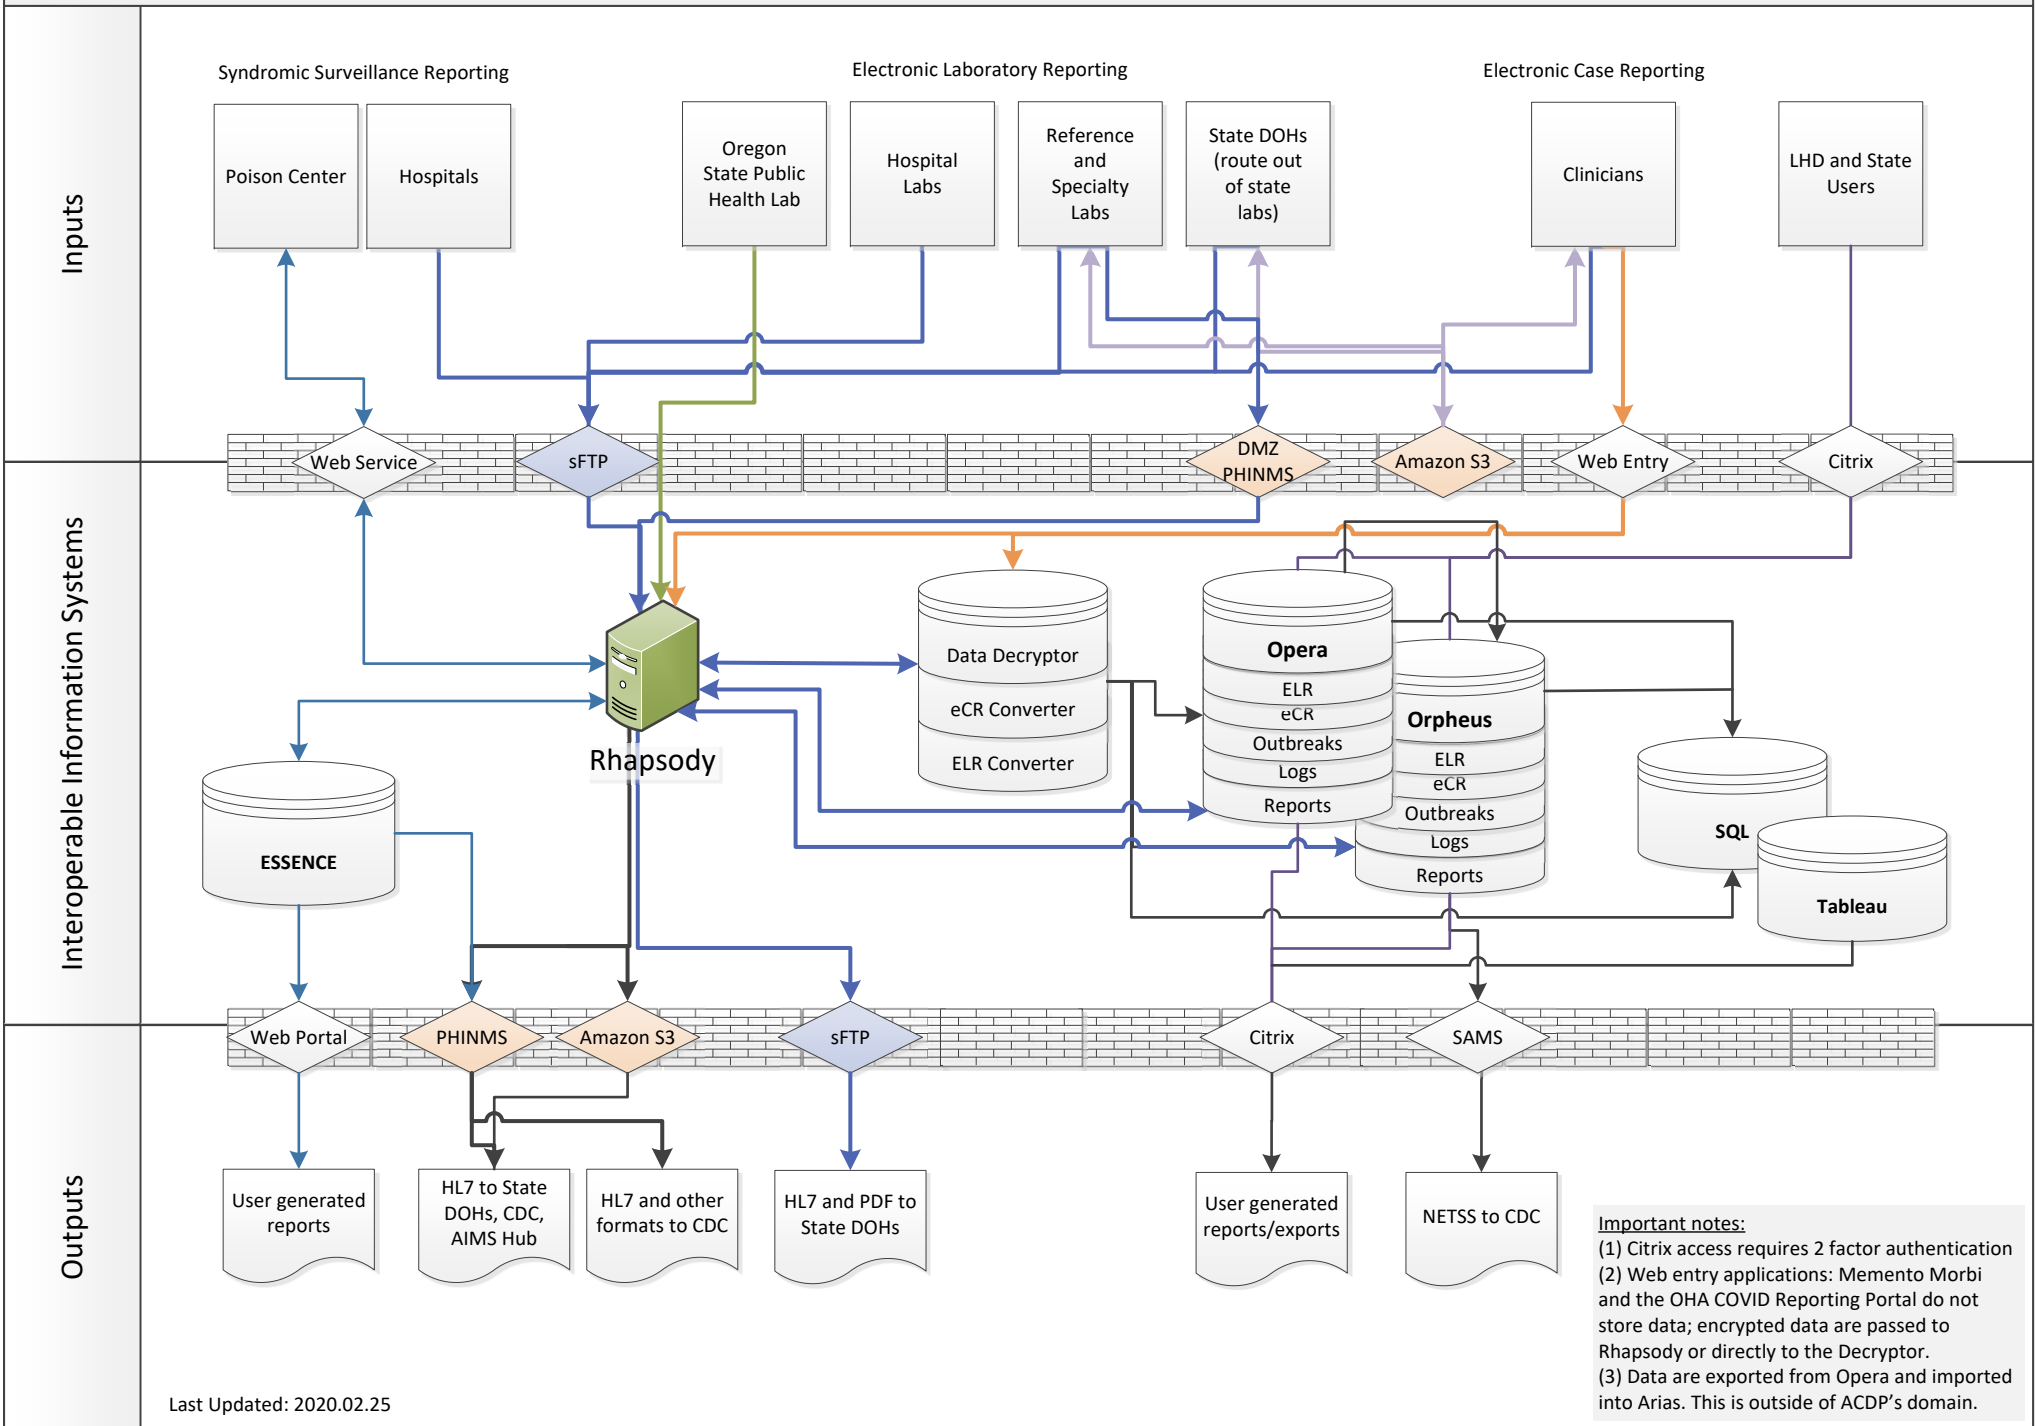 Syndromic Surveillance Reporting
Electronic Laboratory Reporting
Electronic Case Reporting
Inputs
Poison Center
Hospitals
Oregon
State Public
Health Lab
Hospital
Labs
Reference
and
Specialty
Labs
State DOHs
(route out
of state
labs)
Clinicians
LHD and State
Users
Web Service
sFTP
DMZ
PHINMS
Amazon S3
Web Entry
Citrix
Interoperable Information Systems
Rhapsody
Data Decryptor
eCR Converter
ELR Converter
Opera
ELR
eCR
Outbreaks
Logs
Reports
Orpheus
ELR
eCR
Outbreaks
Logs
Reports
SQL
Tableau
ESSENCE
Web Portal
PHINMS
Amazon S3
sFTP
Citrix
SAMS
Outputs
User generated
reports
HL7 to State
DOHs, CDC,
AIMS Hub
HL7 and other
formats to CDC
HL7 and PDF to
State DOHs
User generated
reports/exports
NETSS to CDC
Important notes:
(1) Citrix access requires 2 factor authentication
(2) Web entry applications: Memento Morbi
and the OHA COVID Reporting Portal do not
store data; encrypted data are passed to
Rhapsody or directly to the Decryptor.
(3) Data are exported from Opera and imported
into Arias. This is outside of ACDP's domain.
Last Updated: 2020.02.25